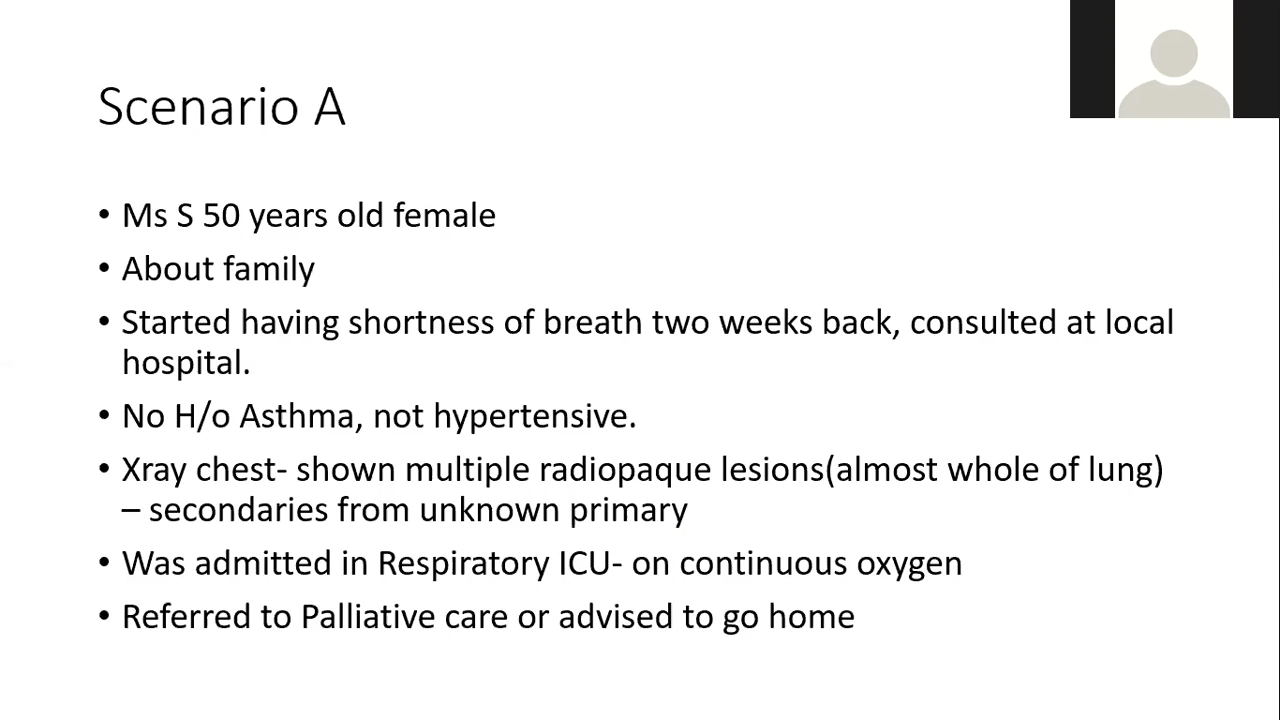 Scenario A
• Ms S 50 years old female
• About family
• Started having shortness of breath two weeks back, consulted at local
hospital.
• No H/o Asthma, not hypertensive.
• Xray chest- shown multiple radiopaque lesions(almost whole of lung)
– secondaries from unknown primary
• Was admitted in Respiratory ICU- on continuous oxygen
• Referred to Palliative care or advised to go home